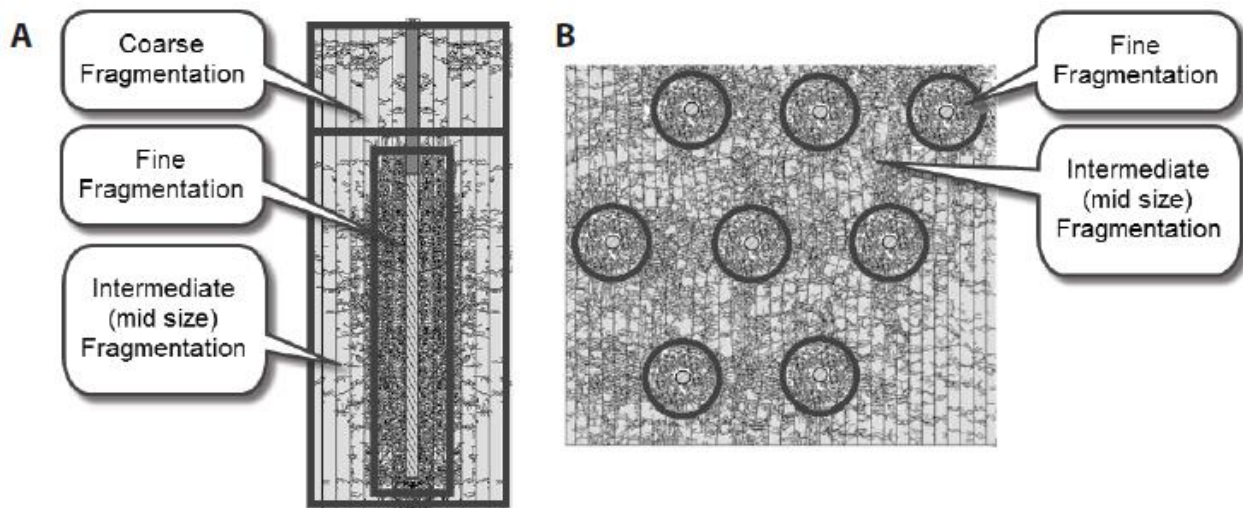 A
Coarse
Fragmentation
Fine
Fragmentation
Intermediate
(mid size)
Fragmentation
B
Fine
Fragmentation
Intermediate
(mid size)
Fragmentation